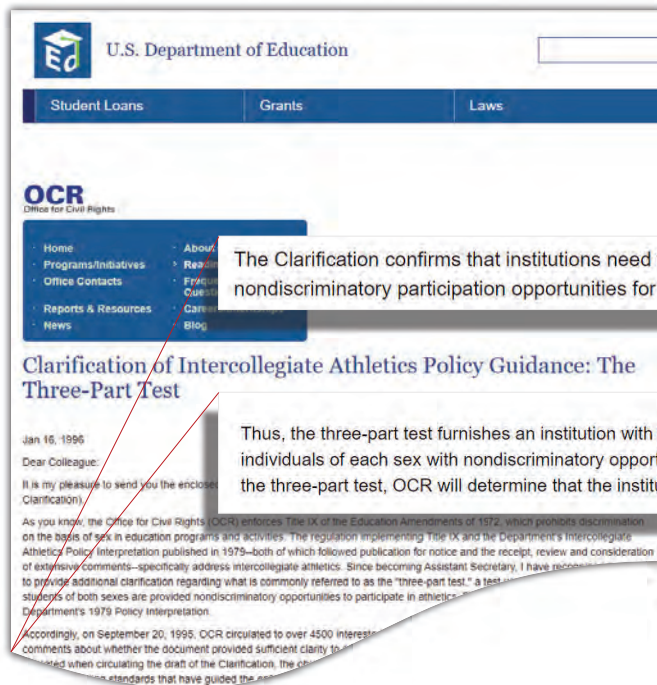 Ed
U.S. Department of Education
Student Loans Grants Laws
OCR
Office for Civil Rights
· Home · About
· Programs/Initiatives
· Office Contacts
· Reports & Resources
· News · Blog
The Clarification confirms that institutions need
nondiscriminatory participation opportunities for
Clarification of Intercollegiate Athletics Policy Guidance: The
Three-Part Test
Jan 16, 1996
Dear Colleague:
Thus, the three-part test furnishes an institution with
individuals of each sex with nondiscriminatory opport
the three-part test, OCR will determine that the institu
It is my pleasure to send you the enclosed
Clarification).
As you know, the Office for Civil Rights (OCR) enforces Title IX of the Education Amendments of 1972, which prohibits discrimination
on the basis of sex in education programs and activities. The regulation implementing Title IX and the Department's Intercollegiate
Athletics Policy Interpretation published in 1979--both of which followed publication for notice and the receipt, review and consideration
of extensive comments--specifically address intercollegiate athletics. Since becoming Assistant Secretary, I have
to provide additional clarification regarding what is commonly referred to as the "three-part test," a test
students of both sexes are provided nondiscriminatory opportunities to participate in athletics.
Department's 1979 Policy Interpretation.
Accordingly, on September 20, 1995, OCR circulated to over 4500
comments about whether the document provided sufficient clarity to
when circulating the draft of the Clarification, the
standards that have guided the